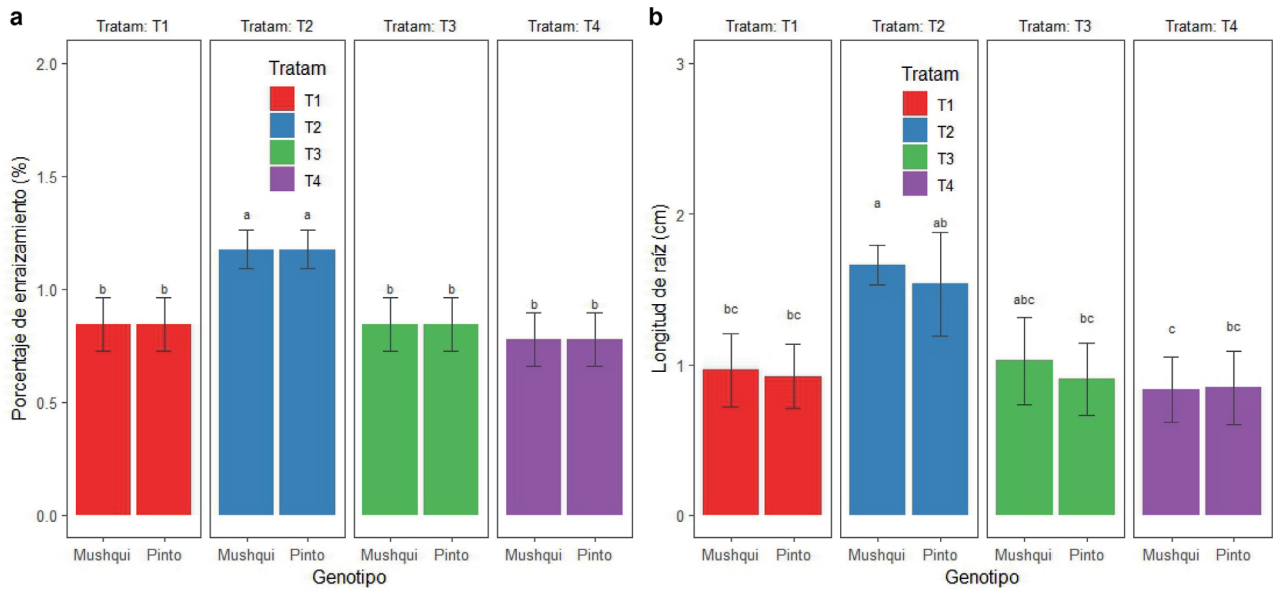 a
Tratam: T1
Tratam: T2
Tratam: T3
Tratam: T4
Porcentaje de enraizamiento (%)
2.0
1.5
1.0
0.5
0.0
Tratam
T1
T2
T3
T4
b
b
a
a
b
b
b
b
Mushqui
Pinto
Mushqui
Pinto
Mushqui
Pinto
Mushqui
Pinto
Genotipo
b
Tratam: T1
Tratam: T2
Tratam: T3
Tratam: T4
Longitud de raíz (cm)
3
2
1
0
Tratam
T1
T2
T3
T4
bc
bc
a
ab
abc
bc
c
bc
Mushqui
Pinto
Mushqui
Pinto
Mushqui
Pinto
Mushqui
Pinto
Genotipo